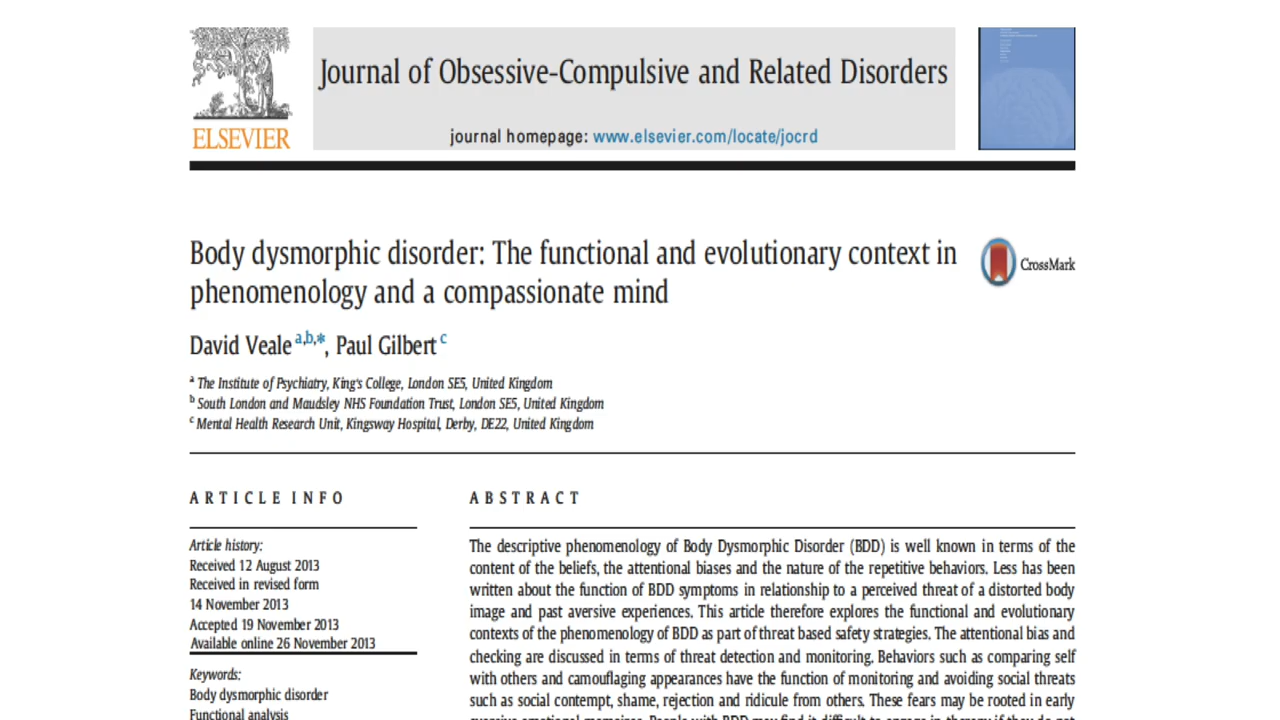 ELSEVIER
Journal of Obsessive-Compulsive and Related Disorders
journal homepage: www.elsevier.com/locate/jocrd
Body dysmorphic disorder: The functional and evolutionary context in
phenomenology and a compassionate mind
CrossMark
David Veale a,b,*, Paul Gilbert c
a The Institute of Psychiatry, King's College, London SE5, United Kingdom
b South London and Maudsley NHS Foundation Trust, London SE5, United Kingdom
c Mental Health Research Unit, Kingsway Hospital, Derby, DE22, United Kingdom
ARTICLE INFO
Article history:
Received 12 August 2013
Received in revised form
14 November 2013
Accepted 19 November 2013
Available online 26 November 2013
Keywords:
Body dysmorphic disorder
Functional analysis
ABSTRACT
The descriptive phenomenology of Body Dysmorphic Disorder (BDD) is well known in terms of the
content of the beliefs, the attentional biases and the nature of the repetitive behaviors. Less has been
written about the function of BDD symptoms in relationship to a perceived threat of a distorted body
image and past aversive experiences. This article therefore explores the functional and evolutionary
contexts of the phenomenology of BDD as part of threat based safety strategies. The attentional bias and
checking are discussed in terms of threat detection and monitoring. Behaviors such as comparing self
with others and camouflaging appearances have the function of monitoring and avoiding social threats
such as social contempt, shame, rejection and ridicule from others. These fears may be rooted in early